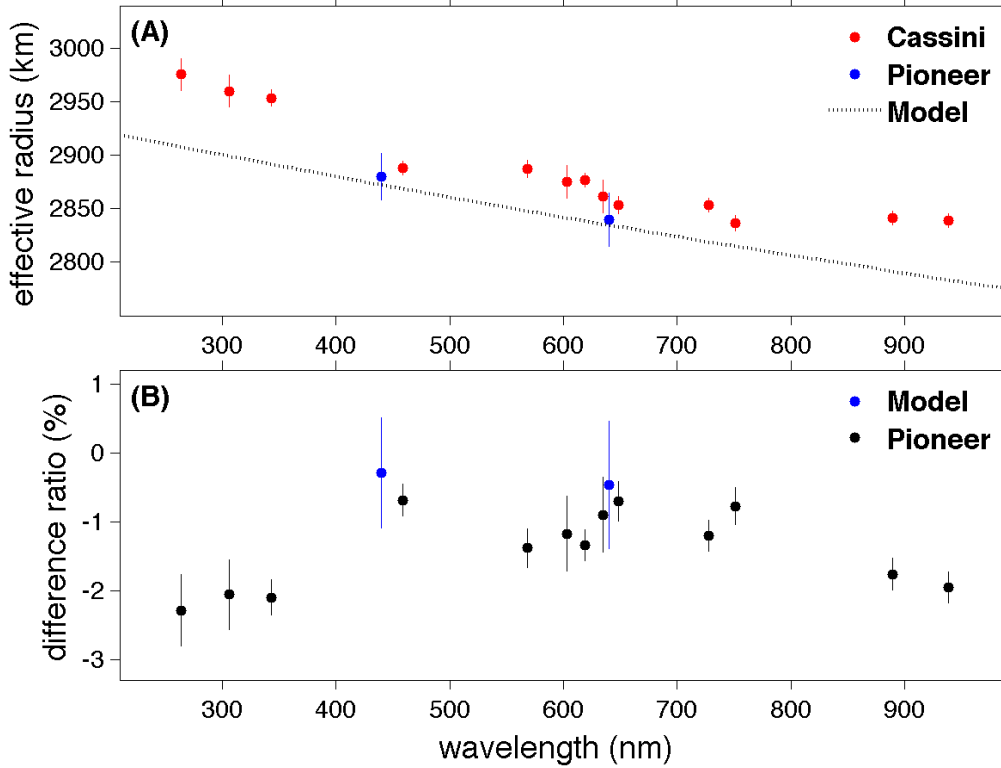 (A)
Cassini
Pioneer
Model
effective radius (km)
3000
2950
2900
2850
2800
300 400 500 600 700 800 900
(B)
Model
Pioneer
difference ratio (%)
1
0
-1
-2
-3
300 400 500 600 700 800 900
wavelength (nm)